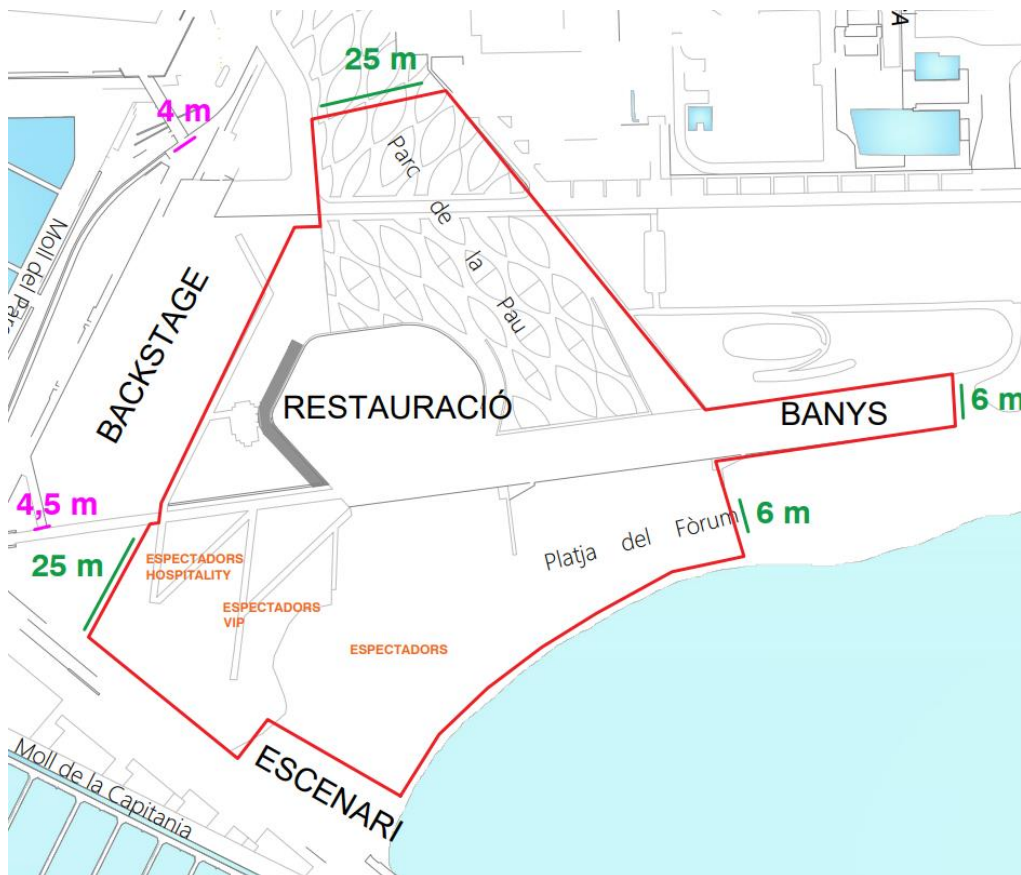 25 m
4 m
Parc de la Pau
Moll del Parc
BACKSTAGE
RESTAURACIÓ
BANYS
6 m
4,5 m
25 m
ESPECTADORS
HOSPITALITY
ESPECTADORS
VIP
ESPECTADORS
Platja del Fòrum
6 m
ESCENARI
Moll de la Capitania